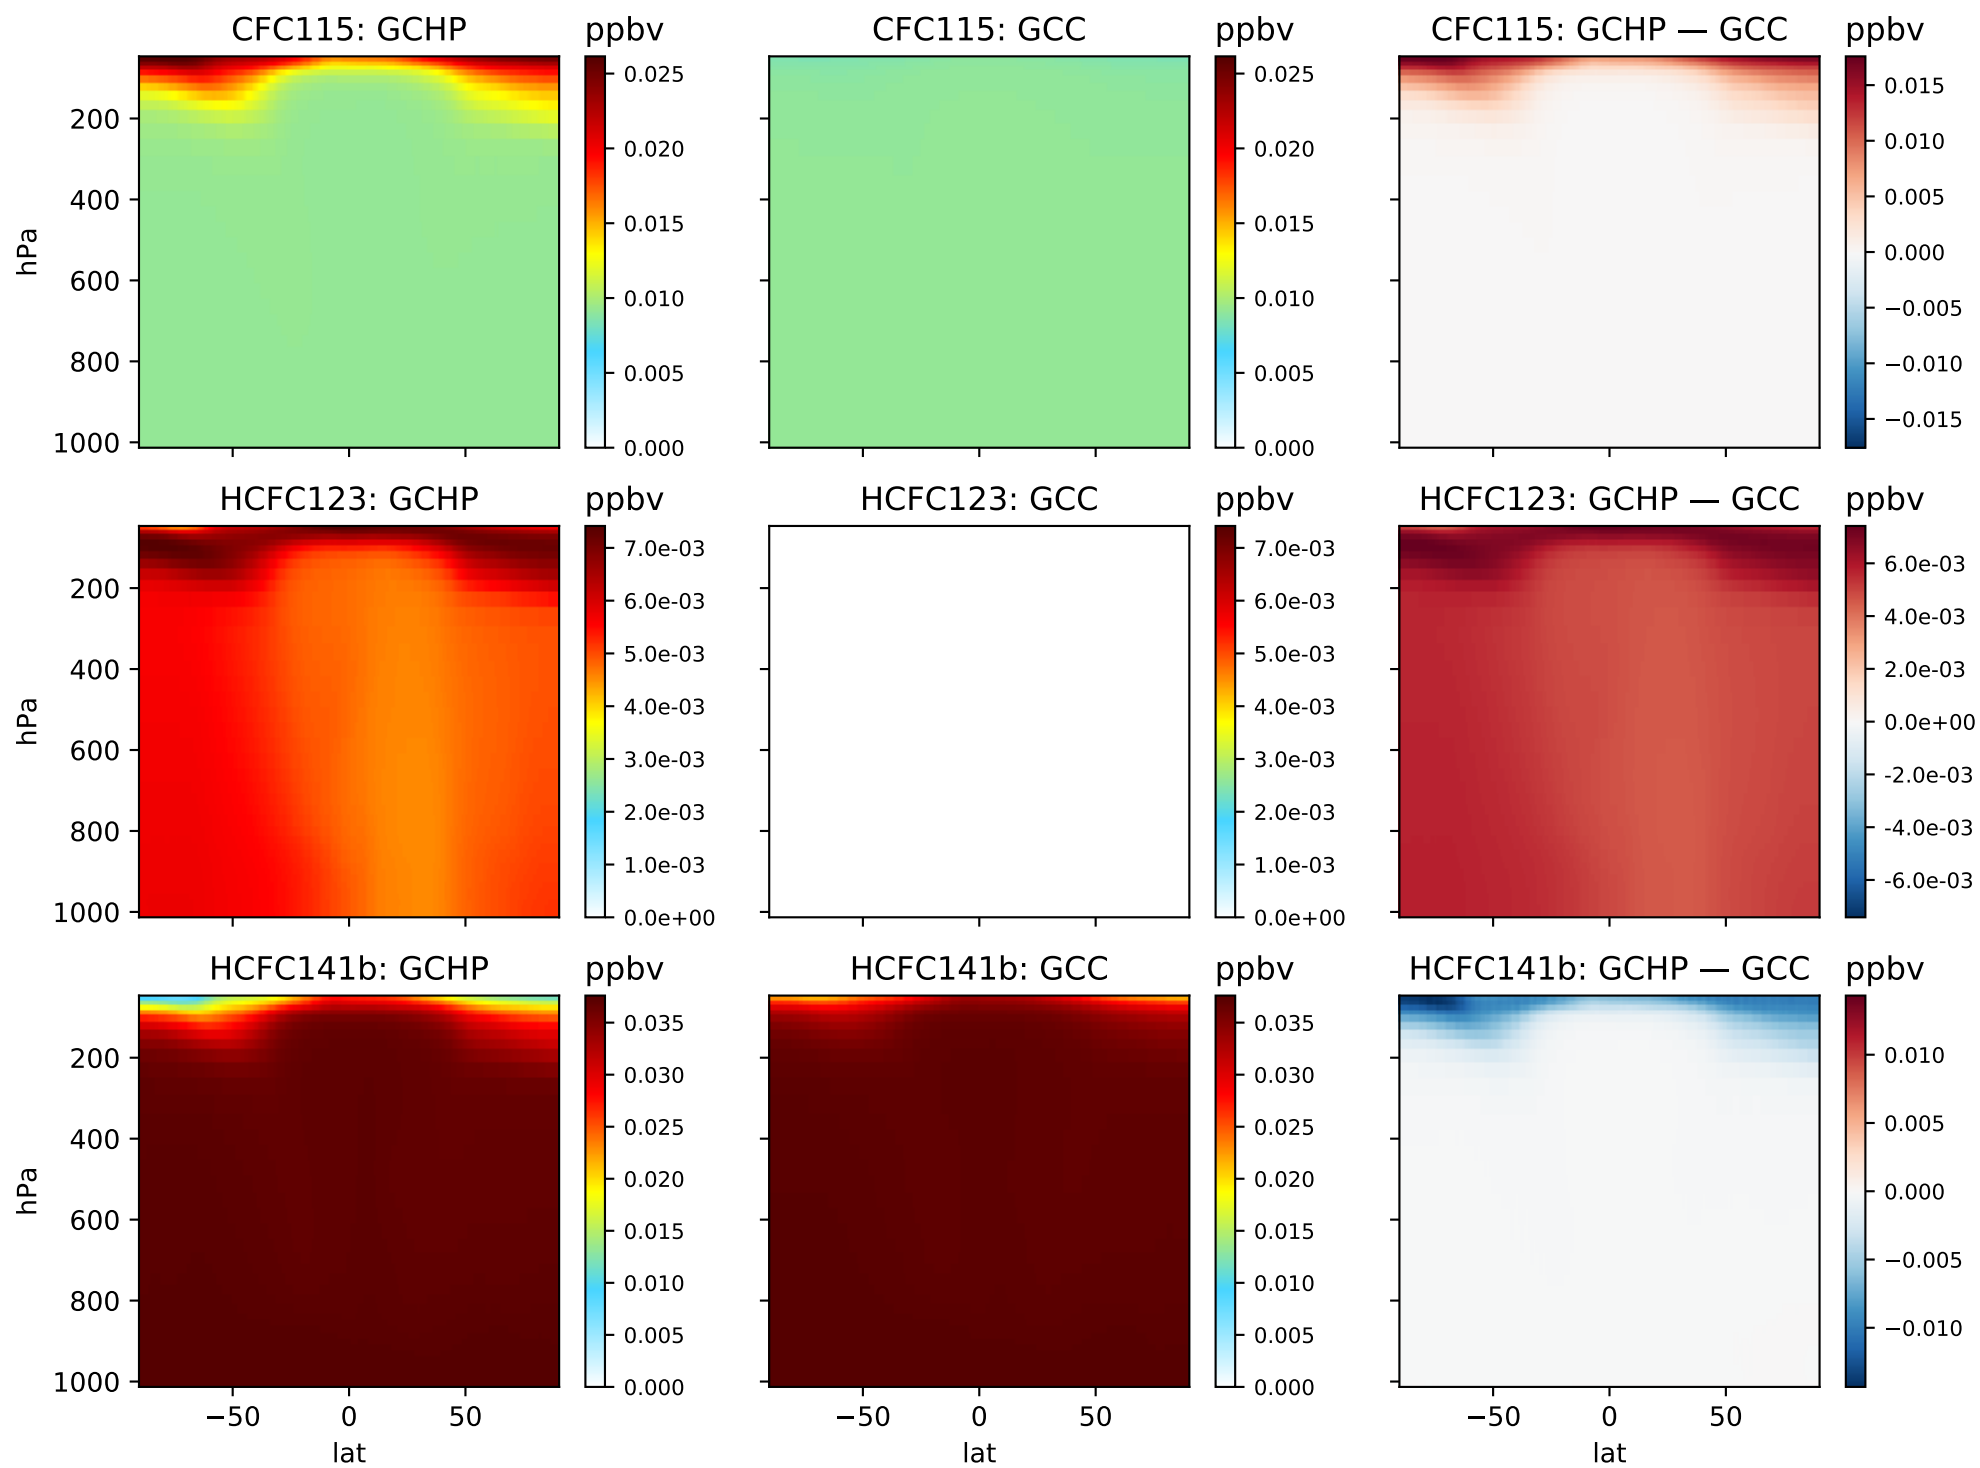 CFC115: GCHP
ppbv
CFC115: GCC
ppbv
CFC115: GCHP — GCC
ppbv
hPa
200
400
600
800
1000
0.025
0.020
0.015
0.010
0.005
0.000
0.025
0.020
0.015
0.010
0.005
0.000
0.015
0.010
0.005
0.000
−0.005
−0.010
−0.015
HCFC123: GCHP
ppbv
HCFC123: GCC
ppbv
HCFC123: GCHP — GCC
ppbv
hPa
200
400
600
800
1000
7.0e-03
6.0e-03
5.0e-03
4.0e-03
3.0e-03
2.0e-03
1.0e-03
0.0e+00
7.0e-03
6.0e-03
5.0e-03
4.0e-03
3.0e-03
2.0e-03
1.0e-03
0.0e+00
6.0e-03
4.0e-03
2.0e-03
0.0e+00
-2.0e-03
-4.0e-03
-6.0e-03
HCFC141b: GCHP
ppbv
HCFC141b: GCC
ppbv
HCFC141b: GCHP — GCC
ppbv
hPa
200
400
600
800
1000
0.035
0.030
0.025
0.020
0.015
0.010
0.005
0.000
0.035
0.030
0.025
0.020
0.015
0.010
0.005
0.000
0.010
0.005
0.000
−0.005
−0.010
−50 0 50
lat
−50 0 50
lat
−50 0 50
lat